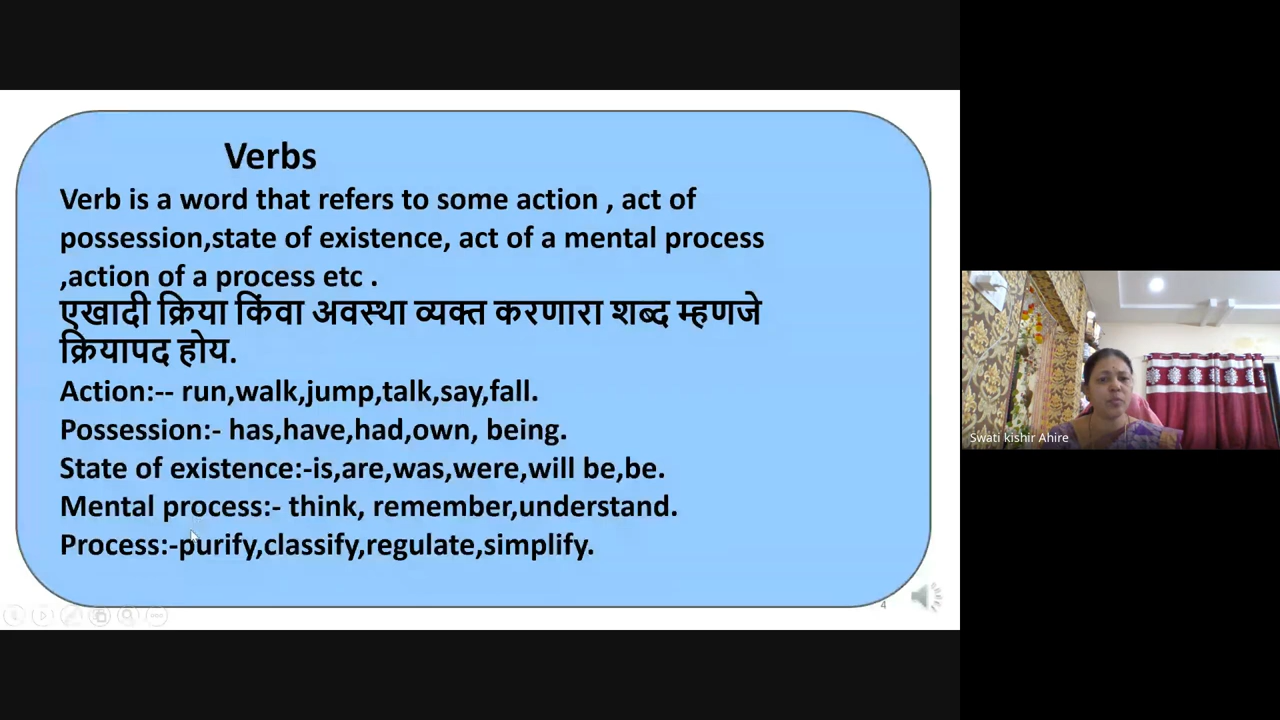 Verbs
Verb is a word that refers to some action , act of
possession,state of existence, act of a mental process
,action of a process etc .
एखादी क्रिया किंवा अवस्था व्यक्त करणारा शब्द म्हणजे
क्रियापद होय.
Action:-- run,walk,jump,talk,say,fall.
Possession:- has,have,had,own, being.
State of existence:-is,are,was,were,will be,be.
Mental process:- think, remember,understand.
Process:-purify,classify,regulate,simplify.
4
Swati kishir Ahire